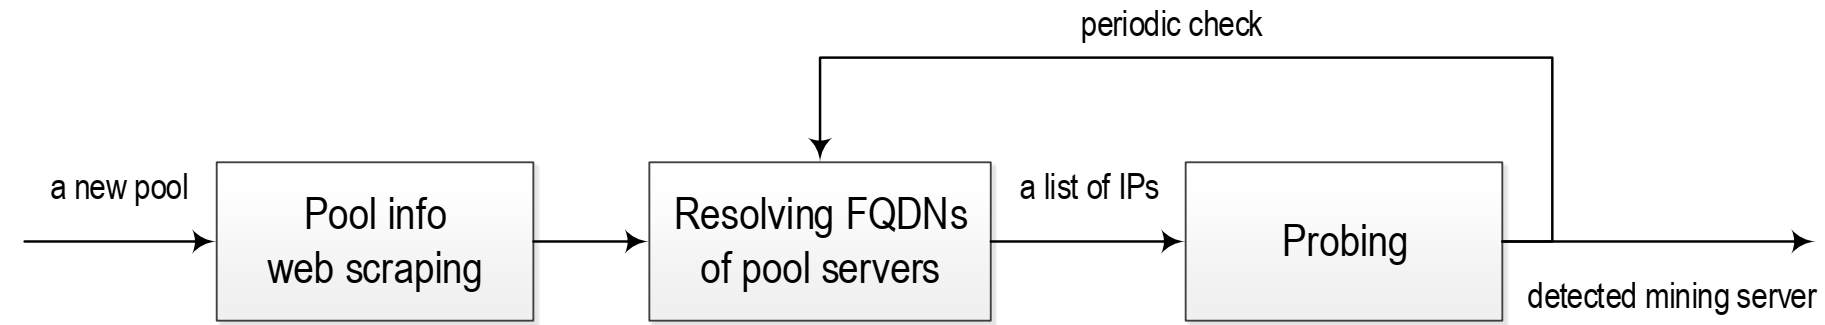 periodic check
a new pool
Pool info
web scraping
Resolving FQDNs
of pool servers
a list of IPs
Probing
detected mining server